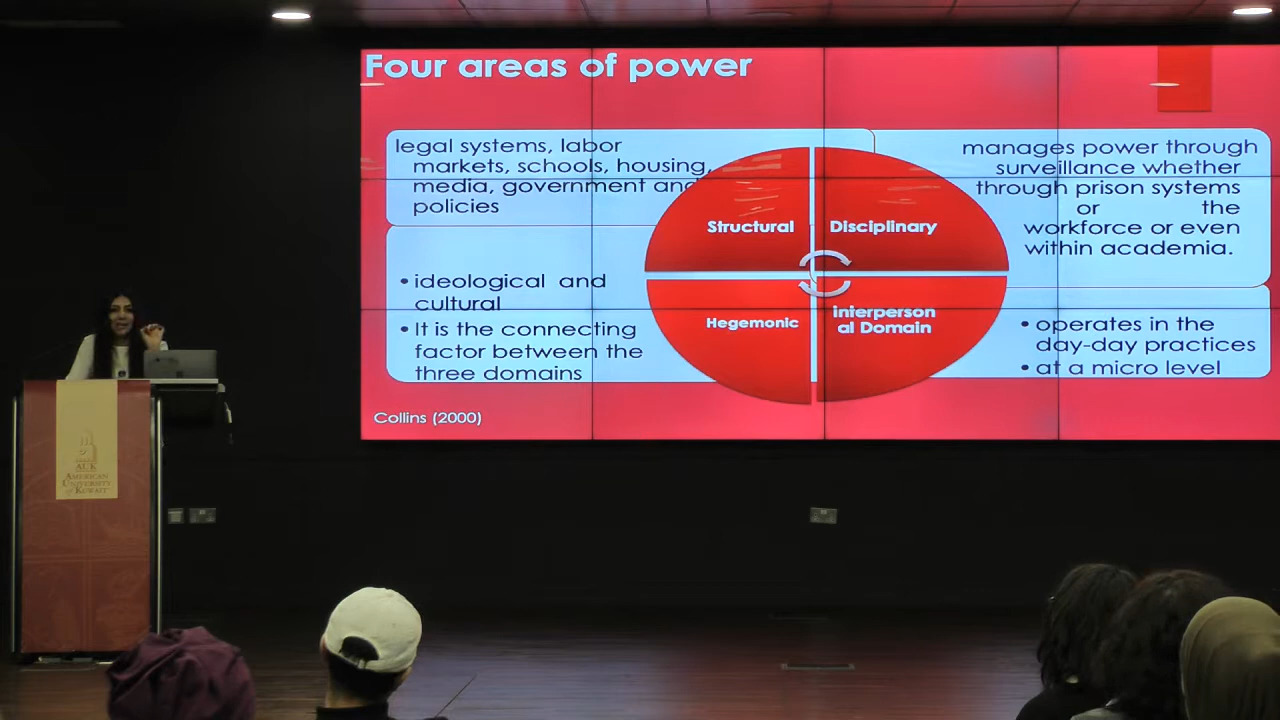 Four areas of power
legal systems, labor
markets, schools, housing,
media, government and
policies
manages power through
surveillance whether
through prison systems
or the
workforce or even
within academia.
Structural
Disciplinary
• ideological and
cultural
• It is the connecting
factor between the
three domains
Hegemonic
Interperson
al Domain
• operates in the
day-day practices
• at a micro level
Collins (2000)
AUK
AMERICAN
UNIVERSITY
of KUWAIT